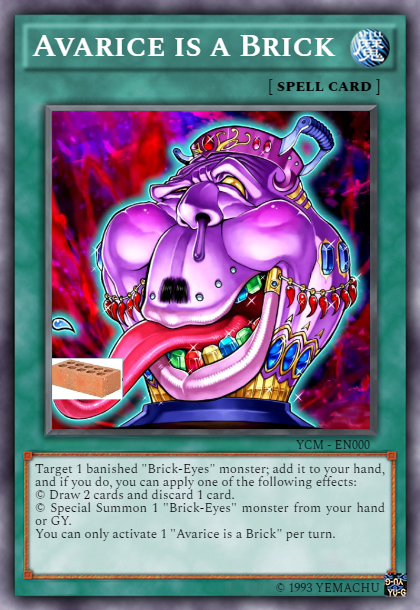 Avarice is a Brick
魔
[ SPELL CARD ]
YCM - EN000
Target 1 banished "Brick-Eyes" monster; add it to your hand,
and if you do, you can apply one of the following effects:
© Draw 2 cards and discard 1 card.
© Special Summon 1 "Brick-Eyes" monster from your hand
or GY.
You can only activate 1 "Avarice is a Brick" per turn.
© 1993 YEMACHU